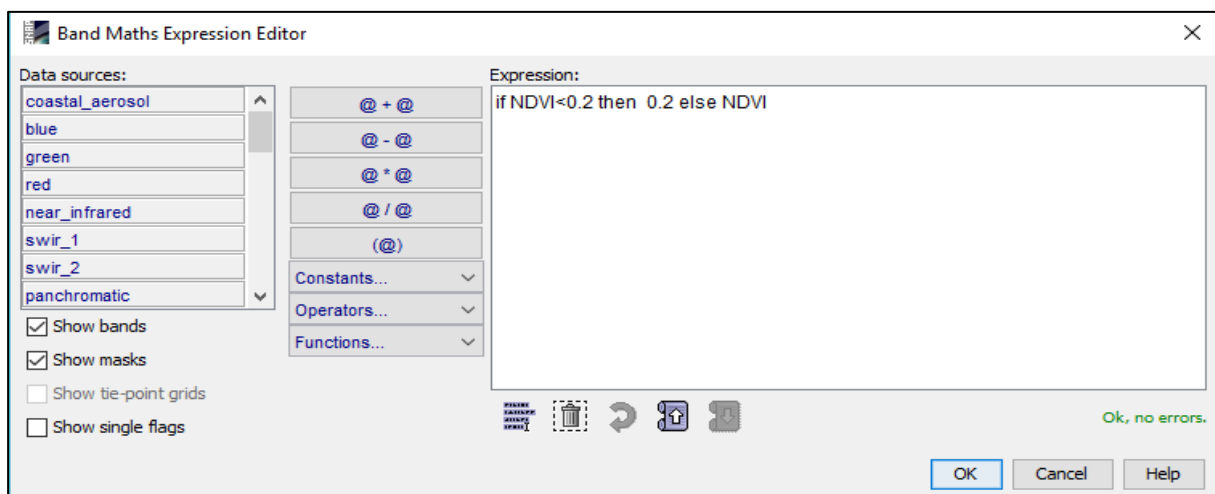 Band Maths Expression Editor
Data sources:
coastal_aerosol
blue
green
red
near_infrared
swir_1
swir_2
panchromatic
Show bands
Show masks
Show tie-point grids
Show single flags
@ + @
@ - @
@ * @
@ / @
(@)
Constants...
Operators...
Functions...
Expression:
if NDVI<0.2 then  0.2 else NDVI
Ok, no errors.
OK
Cancel
Help